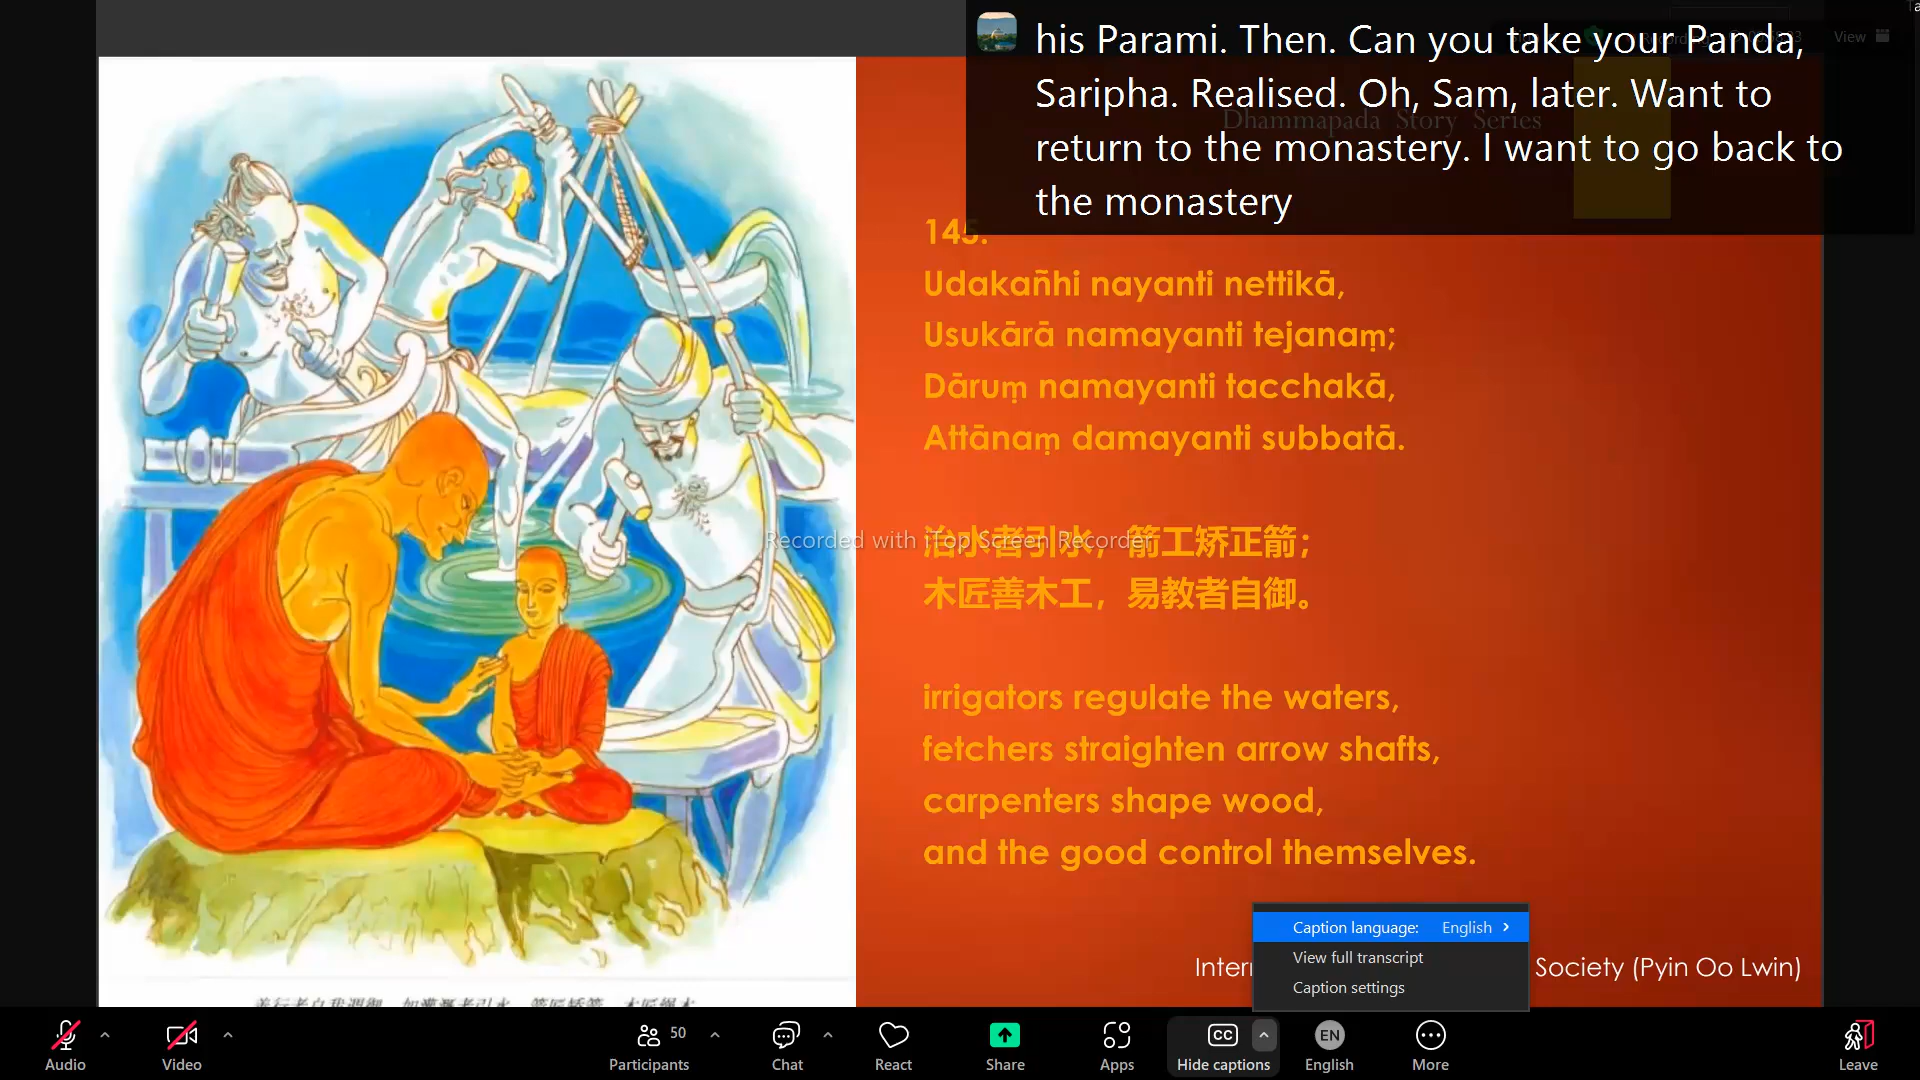 his Parami. Then. Can you take your Panda,
Saripha. Realised. Oh, Sam, later. Want to
return to the monastery. I want to go back to
the monastery
View
Dhammapada Story Series
145.
Udakañhi nayanti nettikā,
Usukārā namayanti tejanaṃ;
Dāruṃ namayanti tacchakā,
Attānaṃ damayanti subbatā.
治水者引水，箭工矫正箭；
木匠善木工，易教者自御。
Recorded with iTop Screen Recorder
irrigators regulate the waters,
fetchers straighten arrow shafts,
carpenters shape wood,
and the good control themselves.
Caption language: English
View full transcript
Caption settings
Society (Pyin Oo Lwin)
Audio
Video
50
Participants
Chat
React
Share
Apps
CC
Hide captions
EN
English
More
Leave